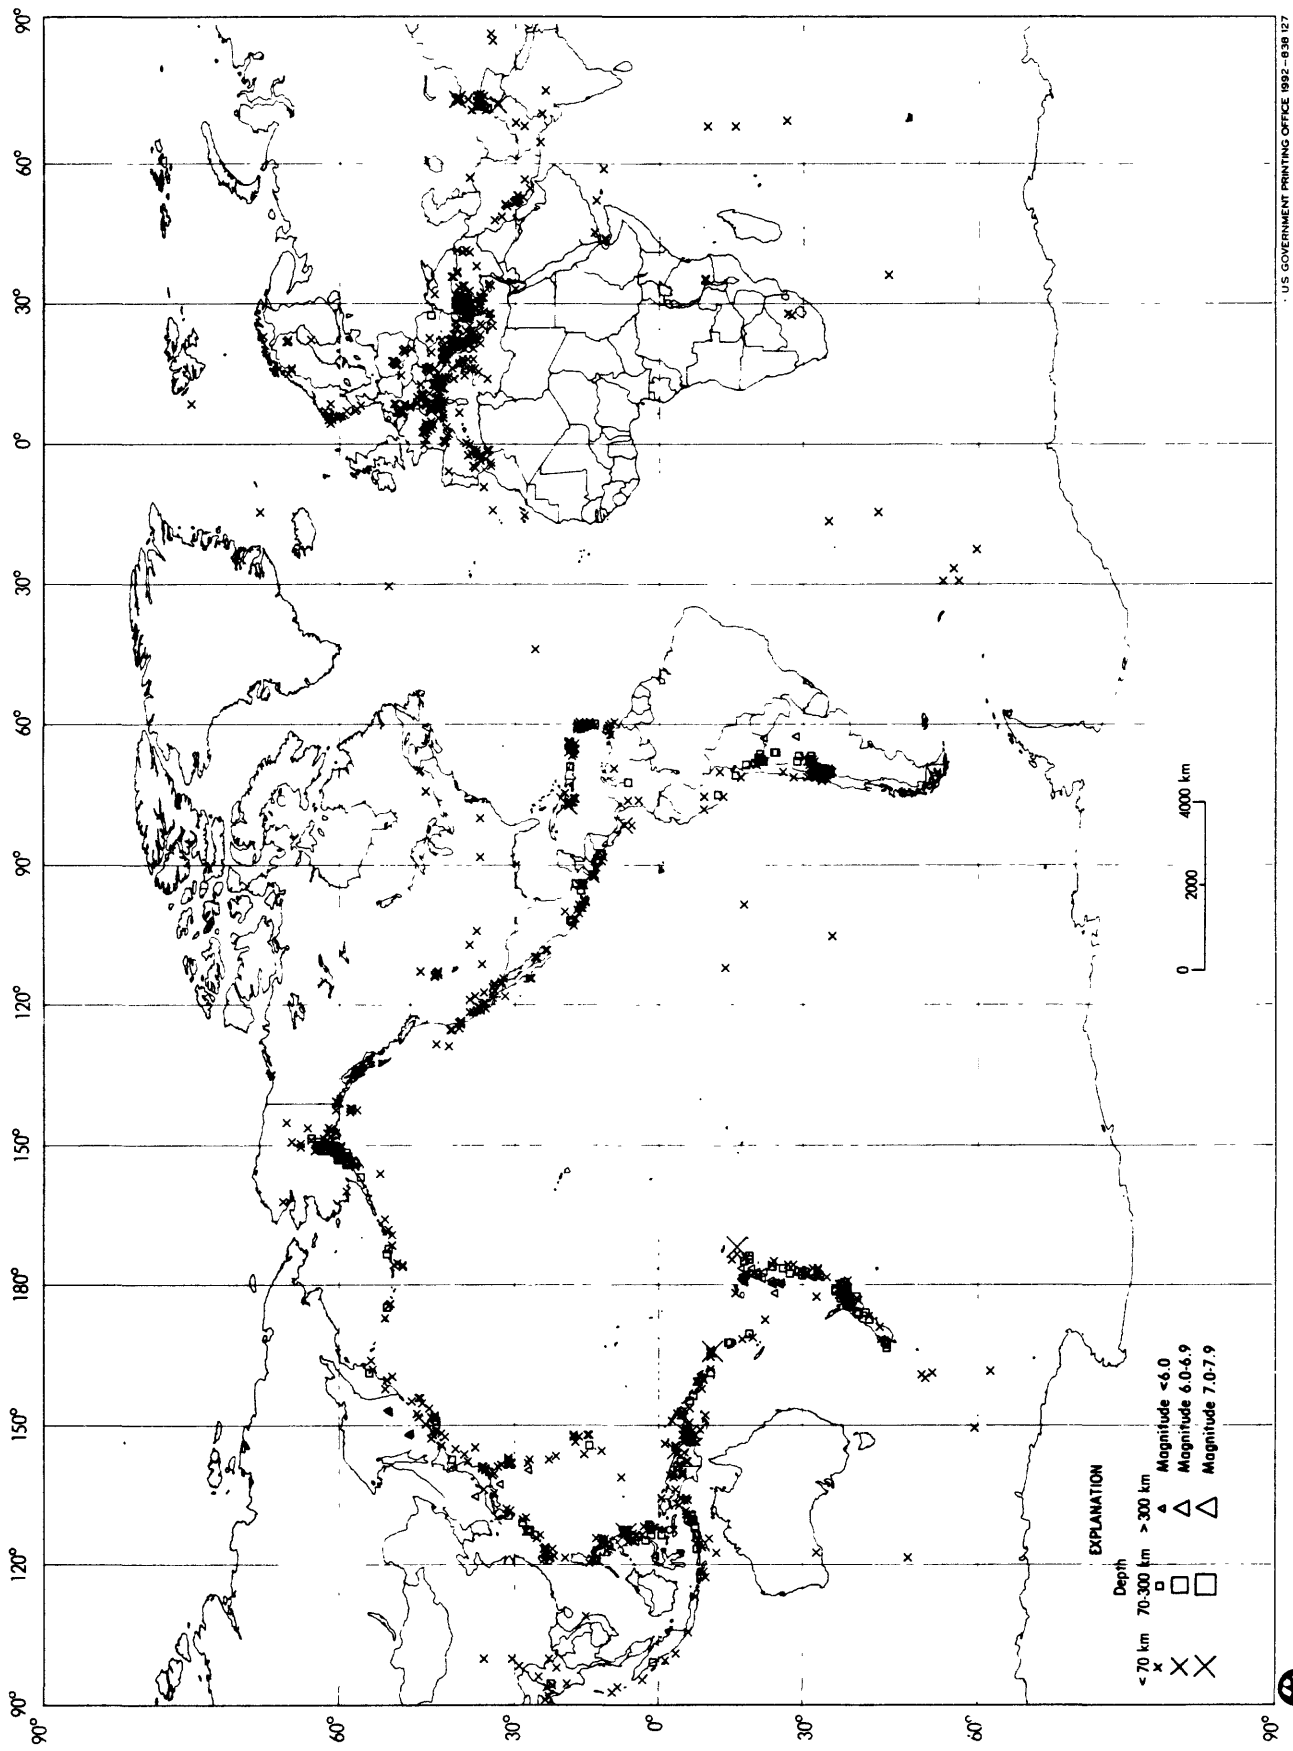 90° 120° 150° 180° 150° 120° 90° 60° 30° 0° 30° 60° 90°
90°
60°
30°
0°
30°
60°
90°
EXPLANATION
Depth
< 70 km 70-300 km > 300 km
Magnitude <6.0
Magnitude 6.0-6.9
Magnitude 7.0-7.9
0 2000 4000 km
US GOVERNMENT PRINTING OFFICE 1992-838 127